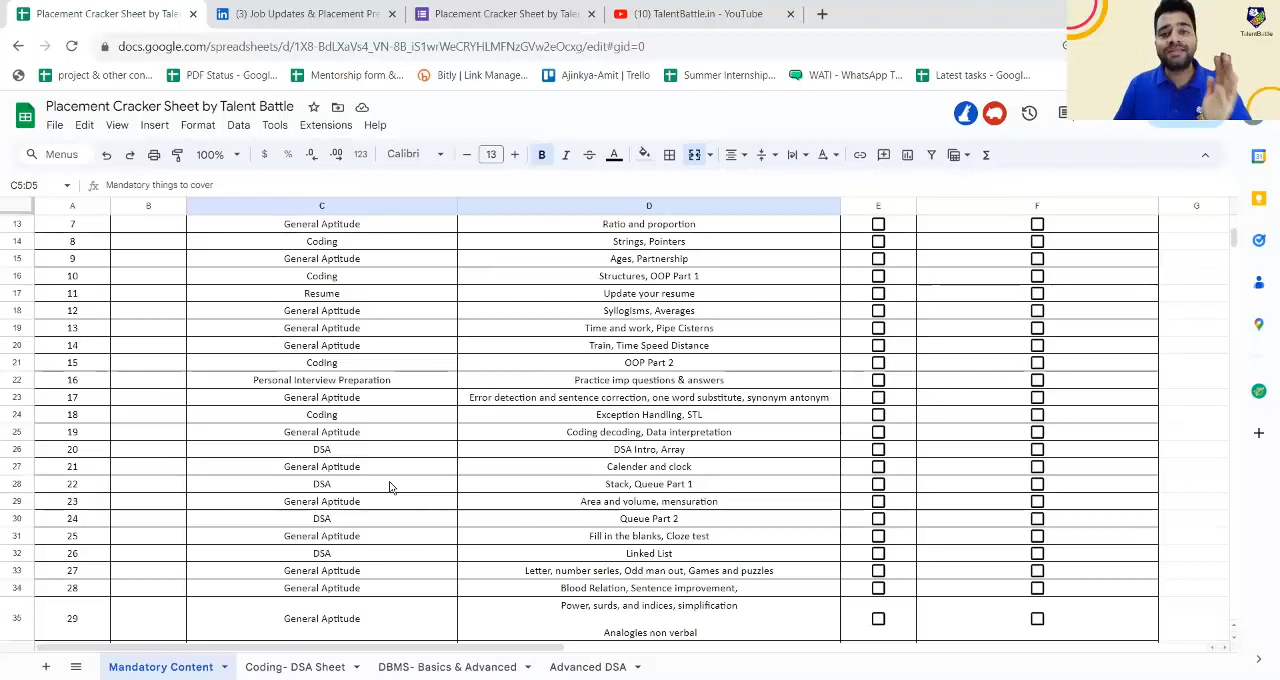 Placement Cracker Sheet by Tale
(3) Job Updates & Placement Pre
Placement Cracker Sheet by Tale
(10) TalentBattle.in - YouTube
docs.google.com/spreadsheets/d/1X8-BdLXaVs4_VN-8B_iS1wrWeCRYHLMFNzGVw2eOcxg/edit#gid=0
project & other con...
PDF Status - Googl...
Mentorship form &...
Bitly | Link Manage...
Ajinkya-Amit | Trello
Summer Internship...
WATI - WhatsApp T...
Latest tasks - Googl...
TalentBattle
Placement Cracker Sheet by Talent Battle
File Edit View Insert Format Data Tools Extensions Help
Menus 100% $ % .0 .00 123 Calibri 13 B I A
C5:D5 fx Mandatory things to cover
A B C D E F G
13 7 General Aptitude Ratio and proportion
14 8 Coding Strings, Pointers
15 9 General Aptitude Ages, Partnership
16 10 Coding Structures, OOP Part 1
17 11 Resume Update your resume
18 12 General Aptitude Syllogisms, Averages
19 13 General Aptitude Time and work, Pipe Cisterns
20 14 General Aptitude Train, Time Speed Distance
21 15 Coding OOP Part 2
22 16 Personal Interview Preparation Practice imp questions & answers
23 17 General Aptitude Error detection and sentence correction, one word substitute, synonym antonym
24 18 Coding Exception Handling, STL
25 19 General Aptitude Coding decoding, Data interpretation
26 20 DSA DSA Intro, Array
27 21 General Aptitude Calender and clock
28 22 DSA Stack, Queue Part 1
29 23 General Aptitude Area and volume, mensuration
30 24 DSA Queue Part 2
31 25 General Aptitude Fill in the blanks, Cloze test
32 26 DSA Linked List
33 27 General Aptitude Letter, number series, Odd man out, Games and puzzles
34 28 General Aptitude Blood Relation, Sentence improvement,
35 29 General Aptitude Power, surds, and indices, simplification
Analogies non verbal
Mandatory Content
Coding- DSA Sheet
DBMS- Basics & Advanced
Advanced DSA